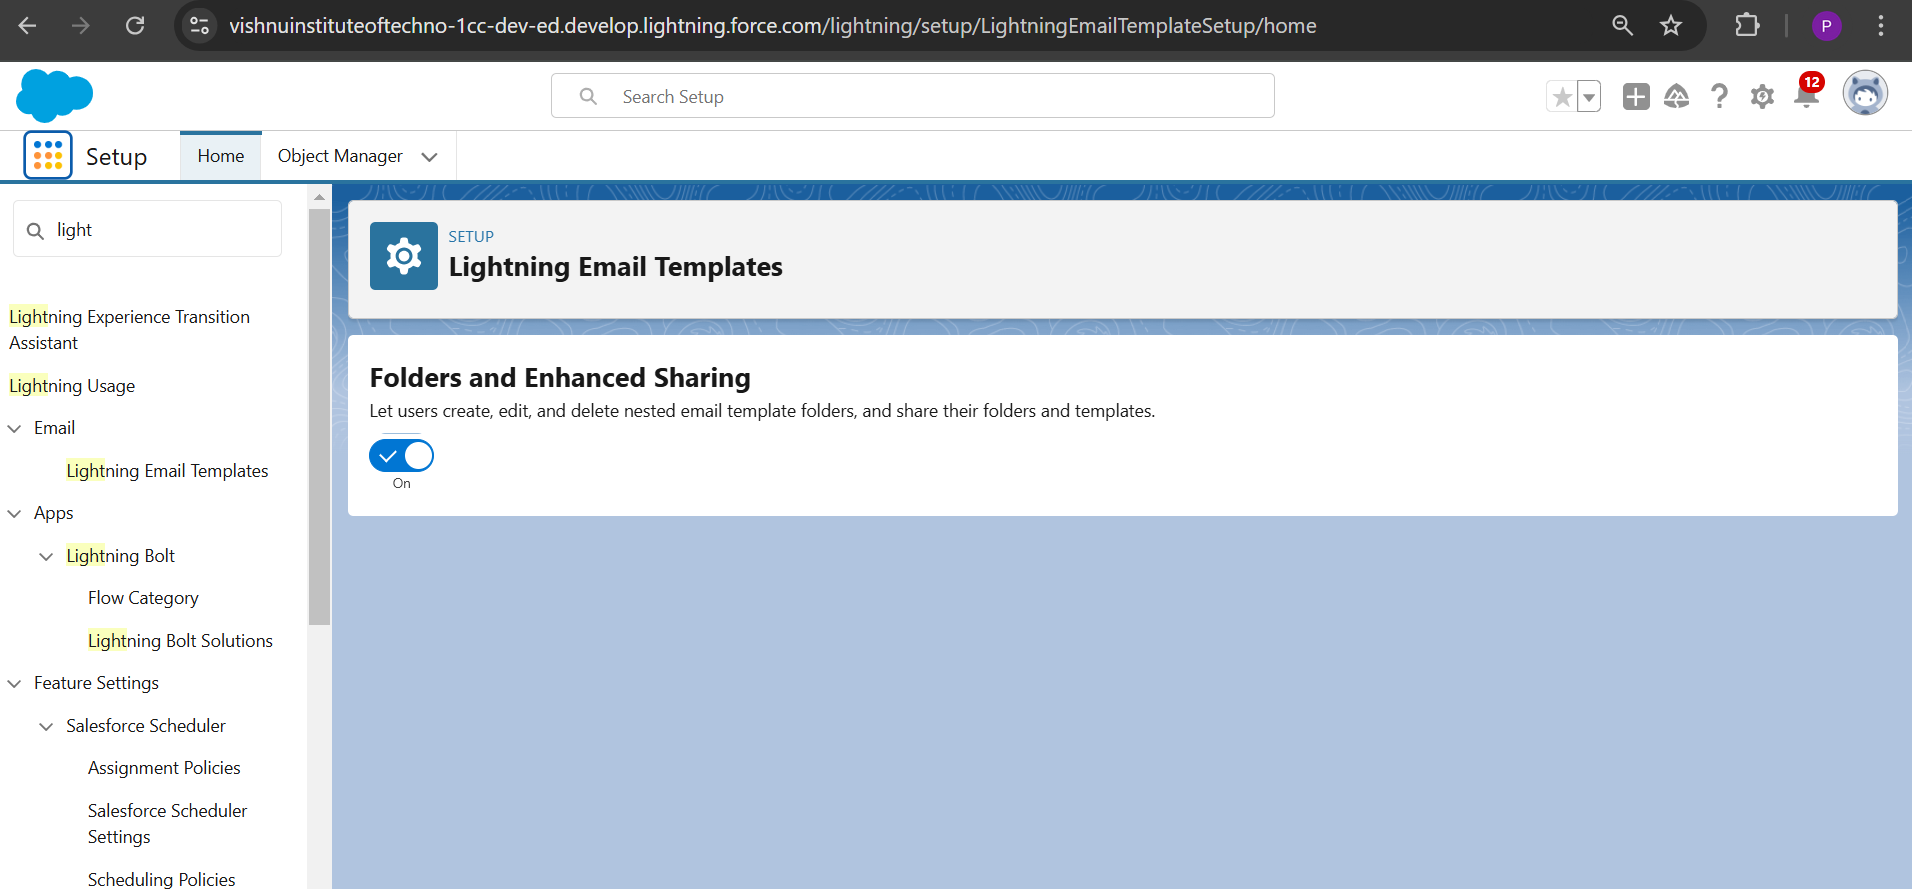 vishnuinstituteoftechno-1cc-dev-ed.develop.lightning.force.com/lightning/setup/LightningEmailTemplateSetup/home
P
Search Setup
12
Setup
Home
Object Manager
light
Lightning Experience Transition
Assistant
Lightning Usage
Email
Lightning Email Templates
Apps
Lightning Bolt
Flow Category
Lightning Bolt Solutions
Feature Settings
Salesforce Scheduler
Assignment Policies
Salesforce Scheduler
Settings
Scheduling Policies
SETUP
Lightning Email Templates
Folders and Enhanced Sharing
Let users create, edit, and delete nested email template folders, and share their folders and templates.
On